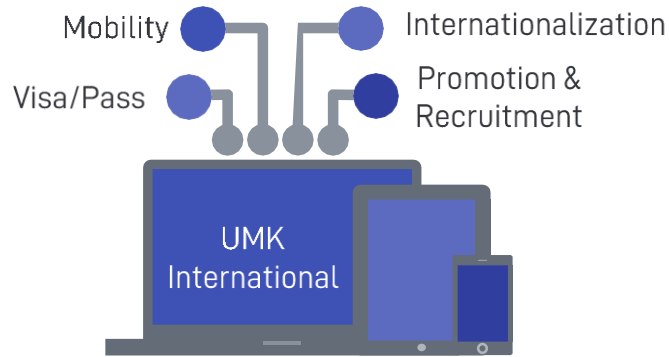 Mobility
Internationalization
Visa/Pass
Promotion &
Recruitment
UMK
International